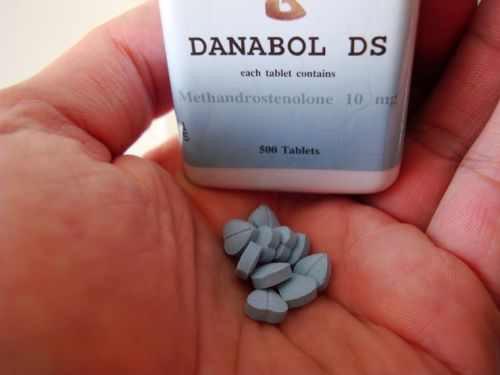 DANABOL DS
each tablet contains
Methandrostenolone 10 mg
500 Tablets